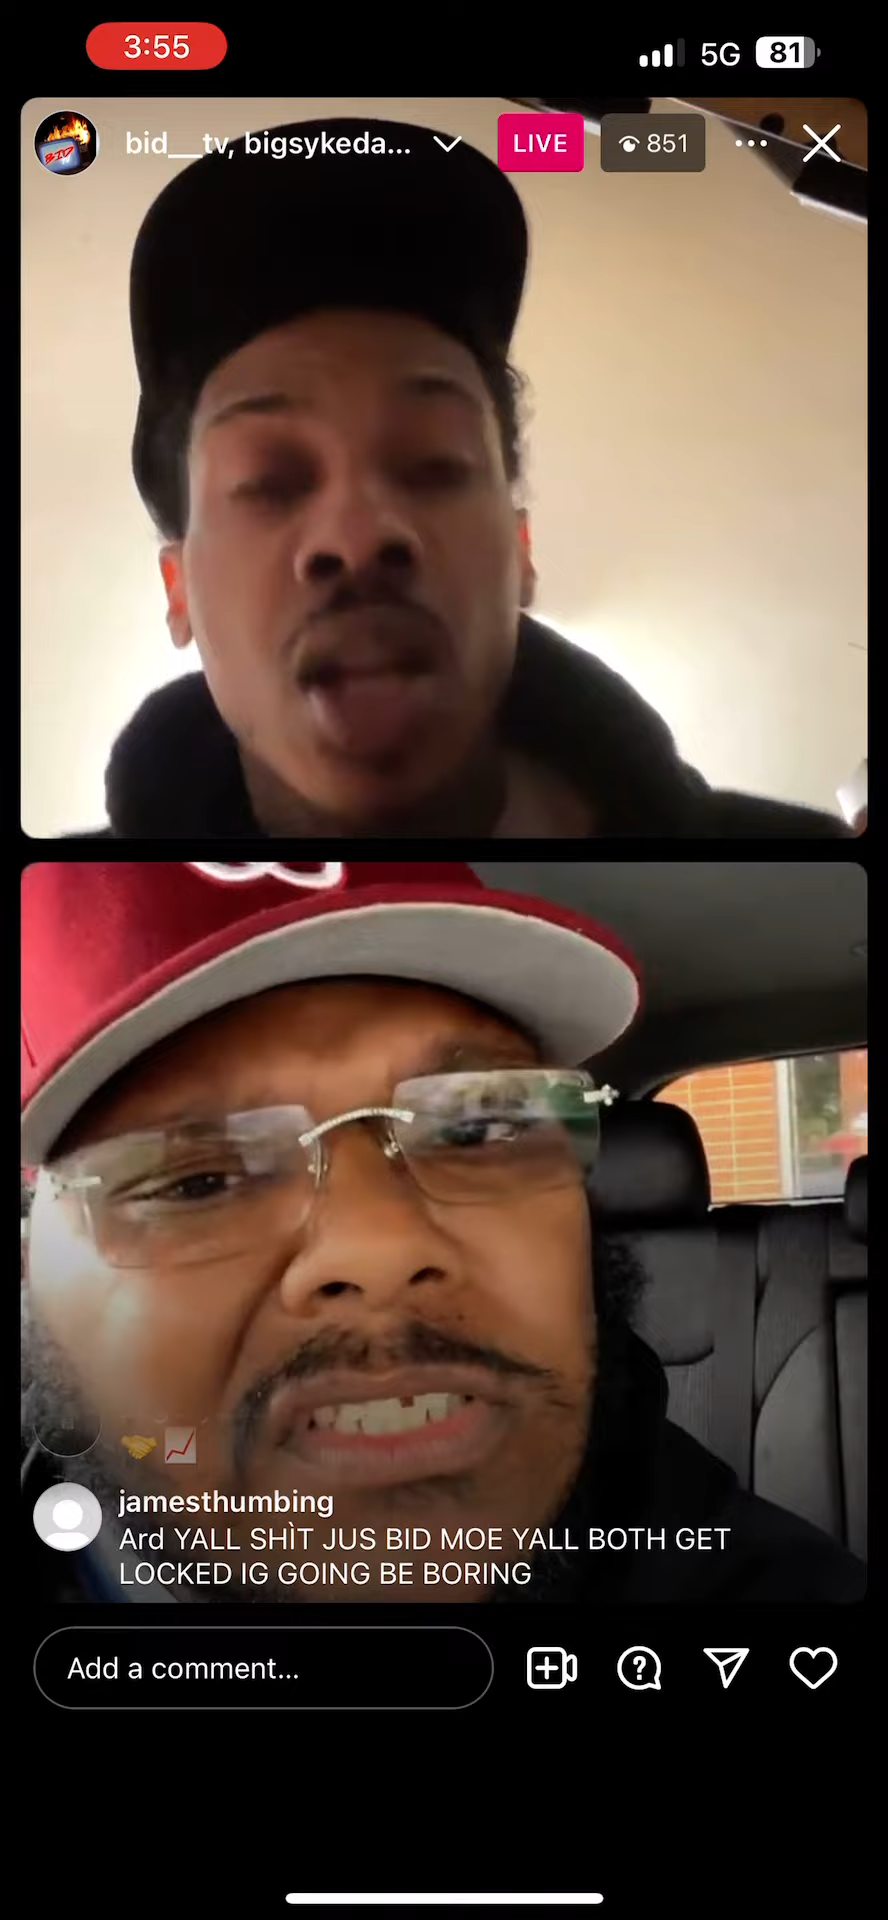 3:55
5G
81
BID
bid__tv, bigsykeda...
LIVE
851
jamesthumbing
Ard YALL SHÌT JUS BID MOE YALL BOTH GET
LOCKED IG GOING BE BORING
Add a comment...